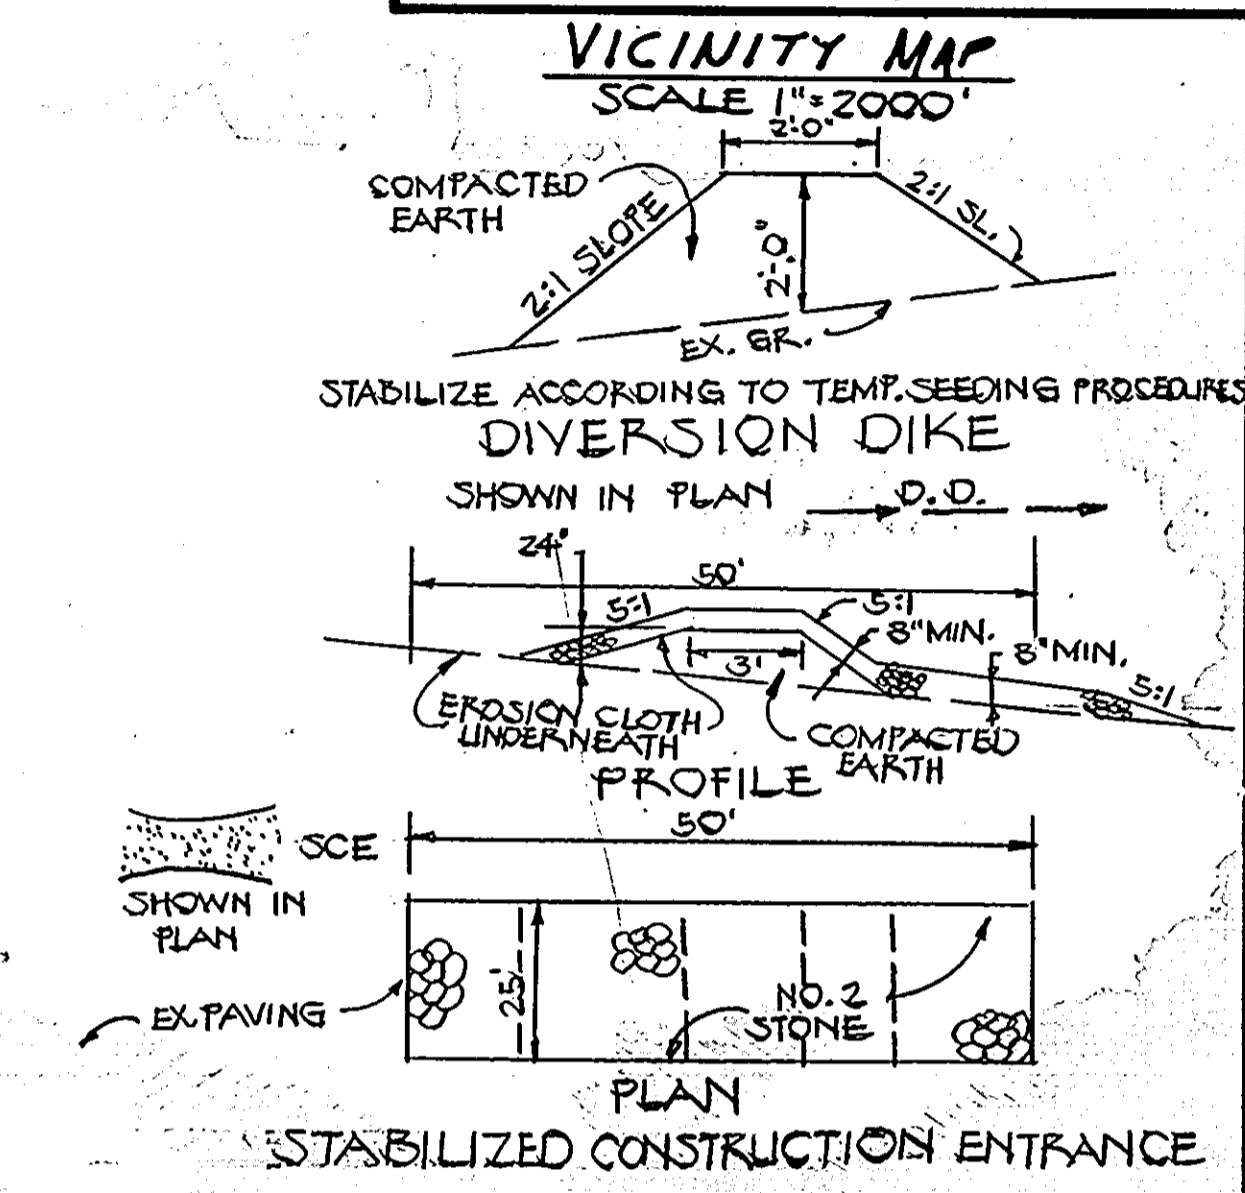 VICINITY MAP
SCALE 1"=2000'
2'-0"
COMPACTED
EARTH
2:1 SLOPE
2'-0"
2:1 SL.
EX. GR.
STABILIZE ACCORDING TO TEMP. SEEDING PROCEDURES
DIVERSION DIKE
SHOWN IN PLAN D.D.
24"
50'
5:1
5:1
8" MIN.
8" MIN.
3'
5:1
EROSION CLOTH
UNDERNEATH
COMPACTED
EARTH
PROFILE
50'
SCE
SHOWN IN
PLAN
EX. PAVING
25'
NO. 2
STONE
PLAN
STABILIZED CONSTRUCTION ENTRANCE